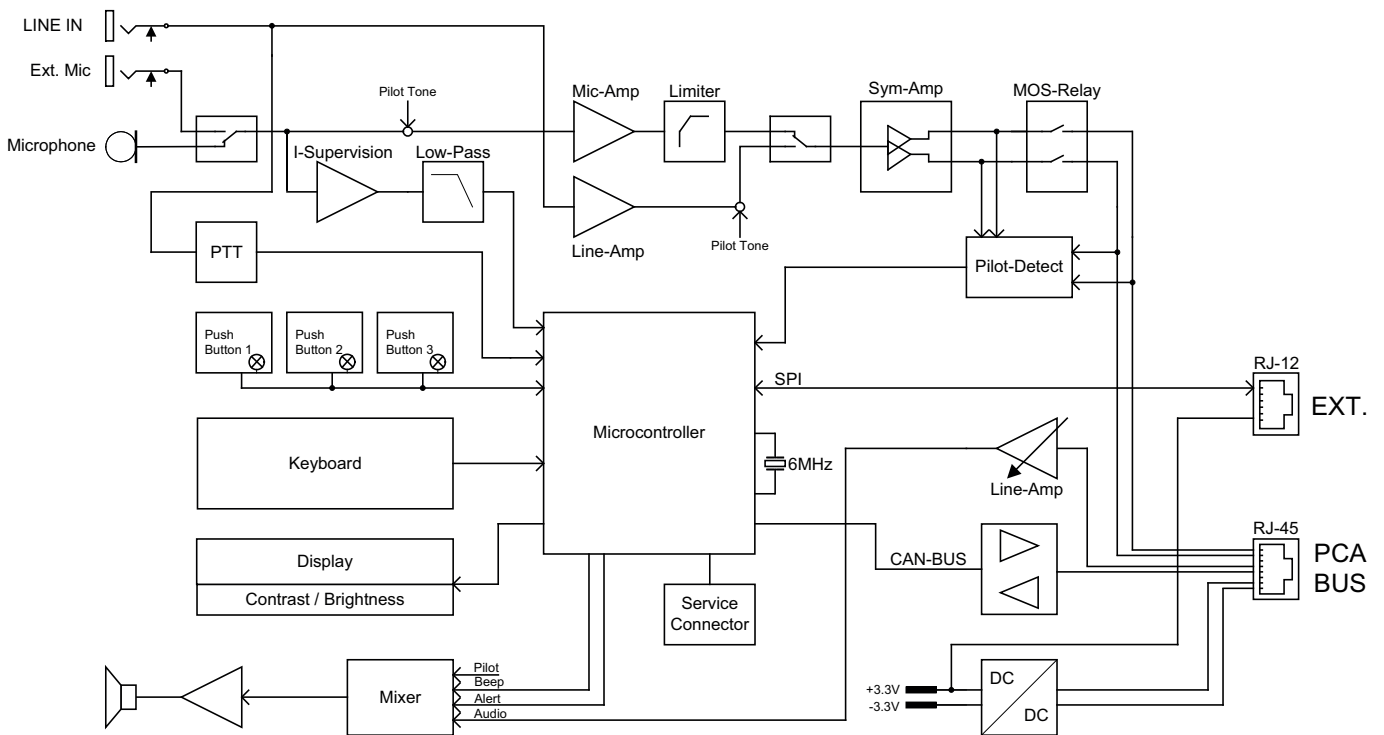 LINE IN
Ext. Mic
Microphone
Pilot Tone
Mic-Amp
Limiter
Sym-Amp
MOS-Relay
I-Supervision
Low-Pass
Line-Amp
Pilot Tone
PTT
Pilot-Detect
Push
Button 1
Push
Button 2
Push
Button 3
SPI
RJ-12
EXT.
Microcontroller
Keyboard
6MHz
Line-Amp
RJ-45
PCA
BUS
Display
Contrast / Brightness
CAN-BUS
Service
Connector
Mixer
Pilot
Beep
Alert
Audio
+3.3V
-3.3V
DC
DC